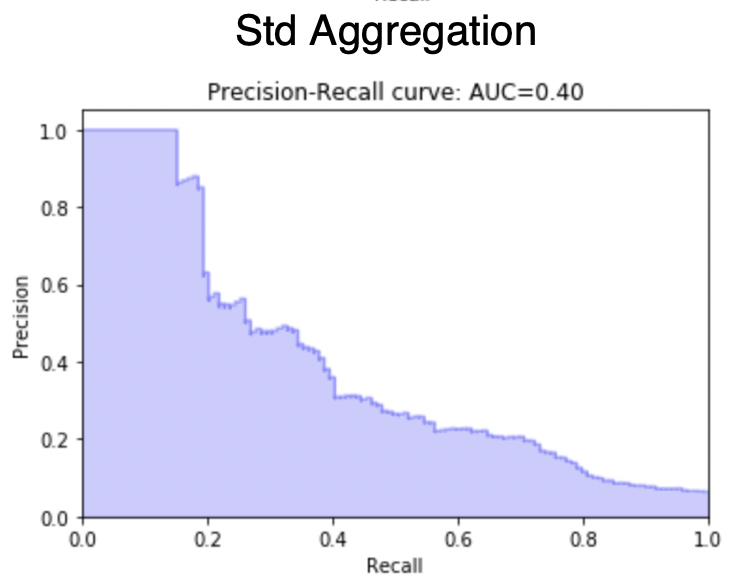 Std Aggregation
Precision-Recall curve: AUC=0.40
1.0
0.8
0.6
0.4
0.2
0.0
Precision
0.0 0.2 0.4 0.6 0.8 1.0
Recall